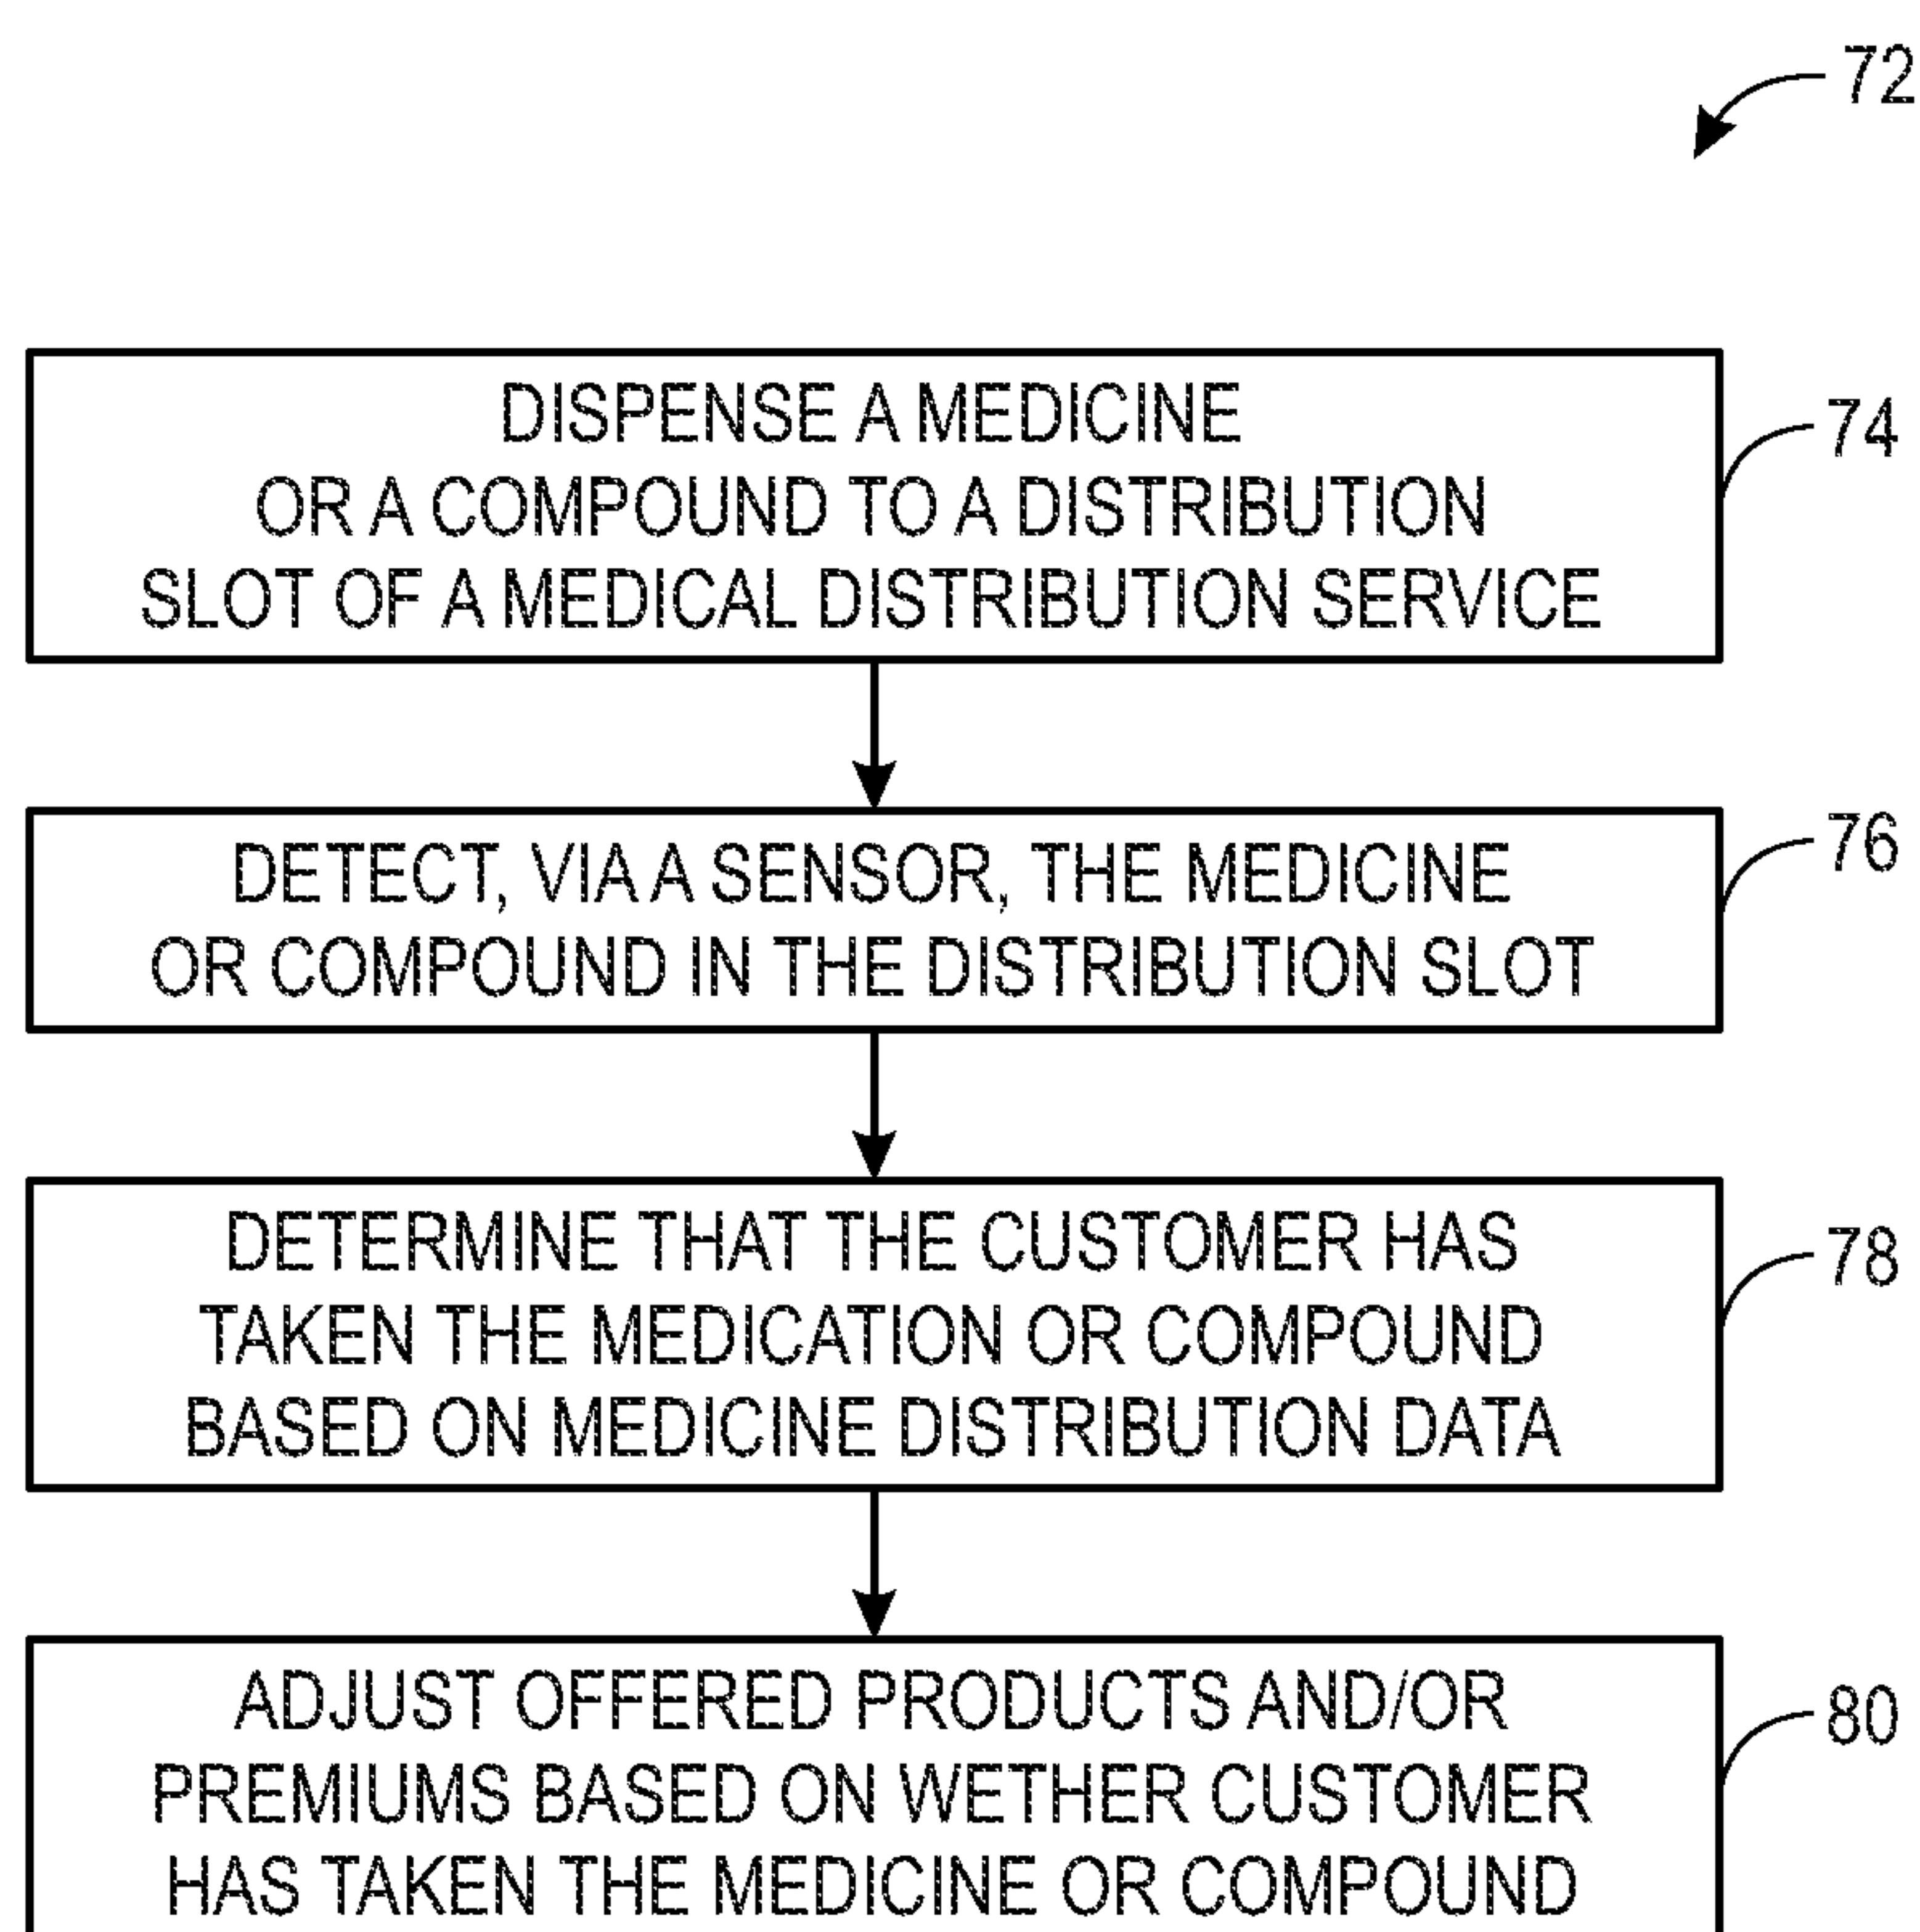 72
DISPENSE A MEDICINE
OR A COMPOUND TO A DISTRIBUTION
SLOT OF A MEDICAL DISTRIBUTION SERVICE
74
DETECT, VIA A SENSOR, THE MEDICINE
OR COMPOUND IN THE DISTRIBUTION SLOT
76
DETERMINE THAT THE CUSTOMER HAS
TAKEN THE MEDICATION OR COMPOUND
BASED ON MEDICINE DISTRIBUTION DATA
78
ADJUST OFFERED PRODUCTS AND/OR
PREMIUMS BASED ON WETHER CUSTOMER
HAS TAKEN THE MEDICINE OR COMPOUND
80